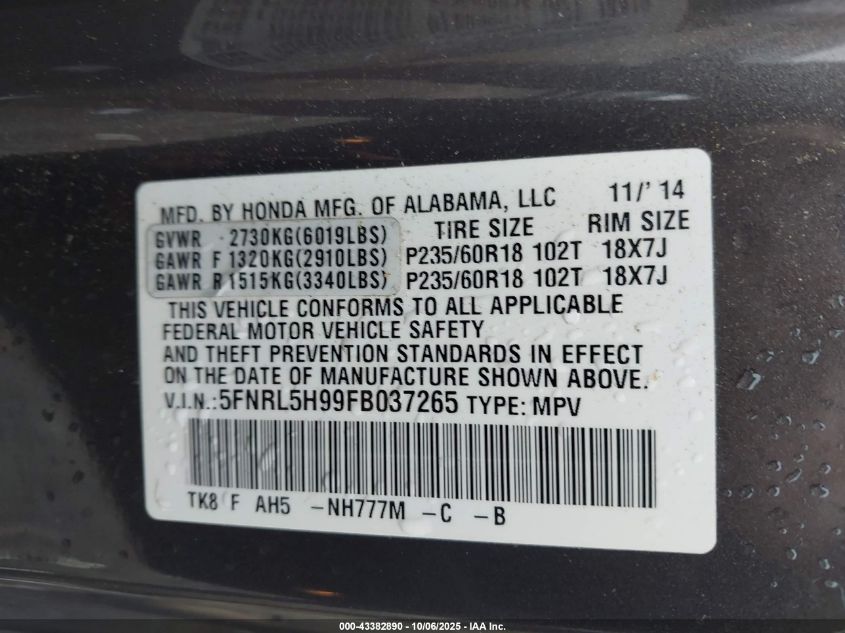 MFD. BY HONDA MFG. OF ALABAMA, LLC 11/' 14
GVWR 2730KG(6019LBS) TIRE SIZE RIM SIZE
GAWR F 1320KG(2910LBS) P235/60R18 102T 18X7J
GAWR R 1515KG(3340LBS) P235/60R18 102T 18X7J
THIS VEHICLE CONFORMS TO ALL APPLICABLE
FEDERAL MOTOR VEHICLE SAFETY
AND THEFT PREVENTION STANDARDS IN EFFECT
ON THE DATE OF MANUFACTURE SHOWN ABOVE.
V.I.N.:5FNRL5H99FB037265 TYPE: MPV
TK8 F AH5 -NH777M -C -B
000-43382890 - 10/06/2025 - IAA Inc.